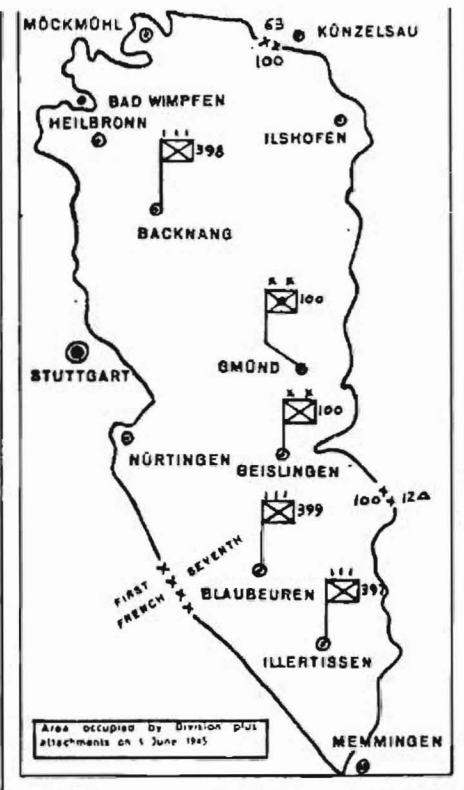 MÖCKMÜHL
63
KÜNZELSAU
100
BAD WIMPFEN
HEILBRONN
ILSHOFEN
398
BACKNANG
100
GMÜND
STUTTGART
100
NÜRTINGEN
GEISLINGEN
100 12△
399
FIRST SEVENTH
FRENCH
BLAUBEUREN
397
ILLERTISSEN
Area occupied by Division plus
attachments on 5 June 1945
MEMMINGEN